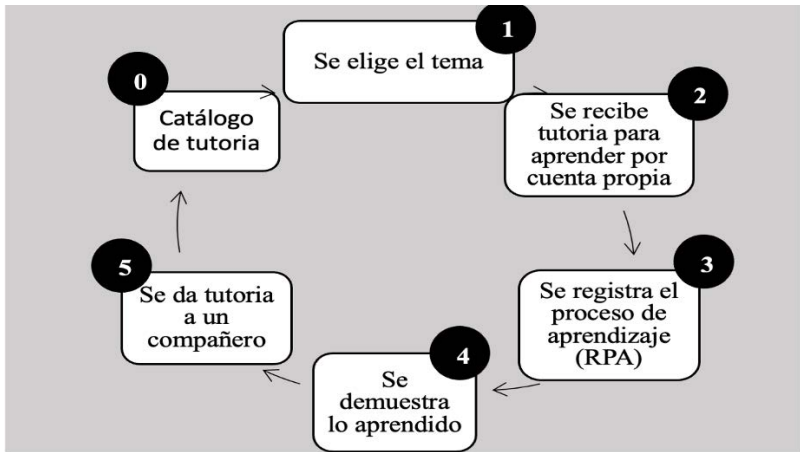 0
Catálogo
de tutoria
1
Se elige el tema
2
Se recibe
tutoria para
aprender por
cuenta propia
3
Se registra el
proceso de
aprendizaje
(RPA)
4
Se
demuestra
lo aprendido
5
Se da tutoria
a un
compañero